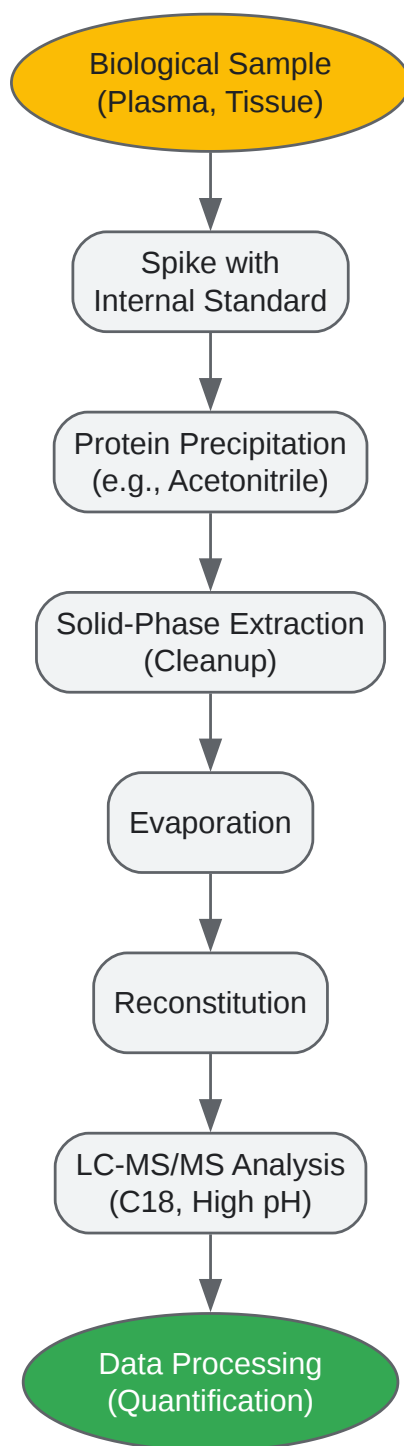 Biological Sample
(Plasma, Tissue)
Spike with
Internal Standard
Protein Precipitation
(e.g., Acetonitrile)
Solid-Phase Extraction
(Cleanup)
Evaporation
Reconstitution
LC-MS/MS Analysis
(C18, High pH)
Data Processing
(Quantification)